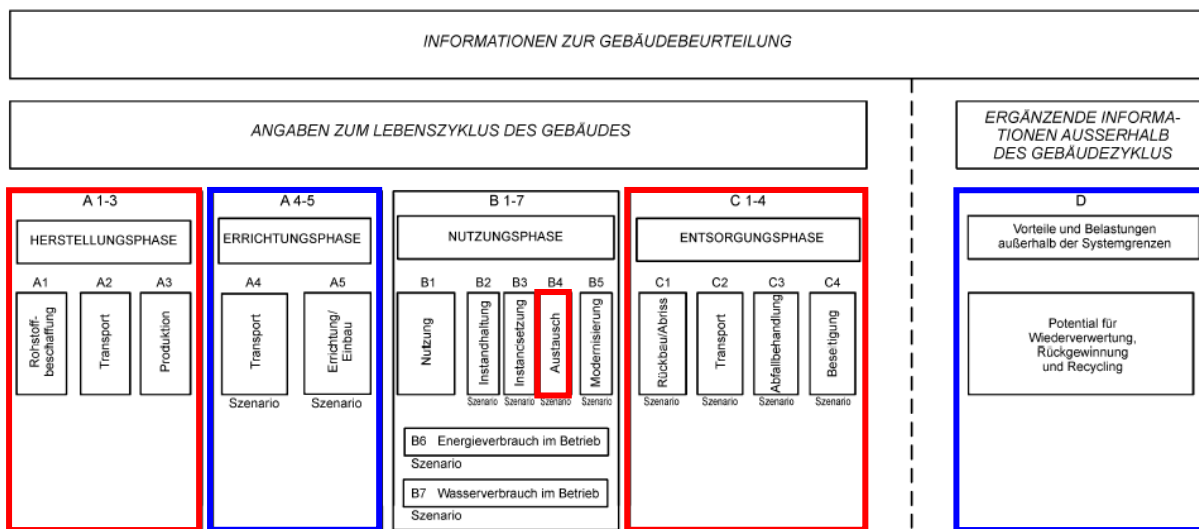 INFORMATIONEN ZUR GEBÄUDEBEURTEILUNG
ANGABEN ZUM LEBENSZYKLUS DES GEBÄUDES
ERGÄNZENDE INFORMA-
TIONEN AUSSERHALB
DES GEBÄUDEZYKLUS
A 1-3
HERSTELLUNGSPHASE
A1
A2
A3
Rohstoff-
beschaffung
Transport
Produktion
A 4-5
ERRICHTUNGSPHASE
A4
A5
Transport
Errichtung/
Einbau
Szenario
Szenario
B 1-7
NUTZUNGSPHASE
B1
B2
B3
B4
B5
Nutzung
Instandhaltung
Instandsetzung
Austausch
Modernisierung
Szenario
Szenario
Szenario
Szenario
B6 Energieverbrauch im Betrieb
Szenario
B7 Wasserverbrauch im Betrieb
Szenario
C 1-4
ENTSORGUNGSPHASE
C1
C2
C3
C4
Rückbau/Abriss
Transport
Abfallbehandlung
Beseitigung
Szenario
Szenario
Szenario
Szenario
D
Vorteile und Belastungen
außerhalb der Systemgrenzen
Potential für
Wiederverwertung,
Rückgewinnung
und Recycling